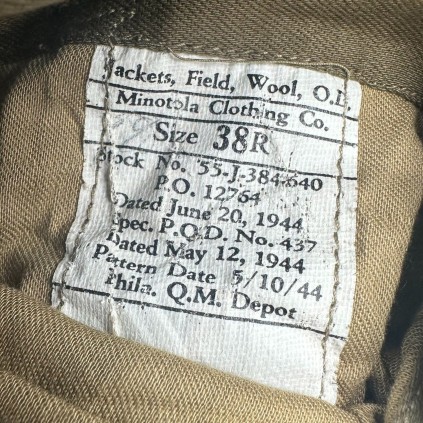 Jackets, Field, Wool, O.D.
Minotola Clothing Co.
Size 38R
Stock No. 55-J-384-640
P.O. 12764
Dated June 20, 1944
Spec. P.Q.D. No. 437
Dated May 12, 1944
Pattern Date 5/10/44
Phila. Q.M. Depot